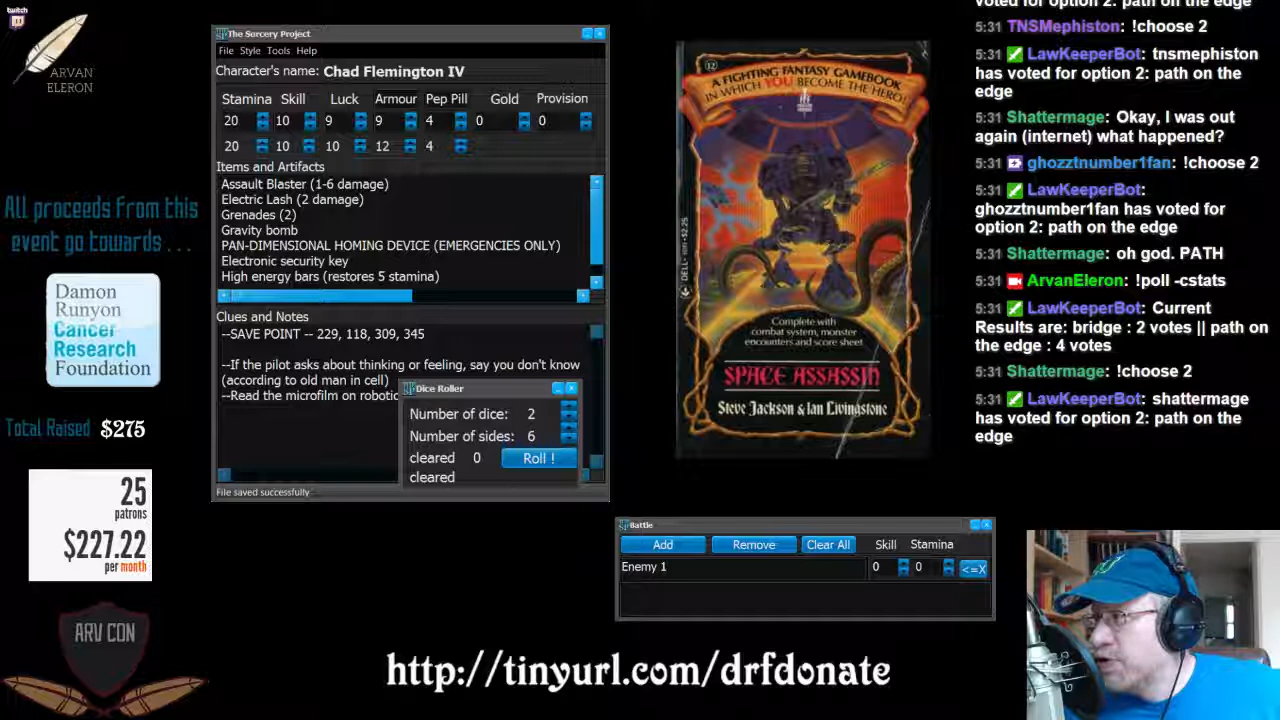 twitch
ARVAN
ELERON
All proceeds from this
event go towards . . .
Damon
Runyon
Cancer
Research
Foundation
Total Raised $275
25
patrons
$227.22
per month
ARV CON
The Sorcery Project
File Style Tools Help
Character's name: Chad Flemington IV
Stamina Skill Luck Armour Pep Pill Gold Provision
20 10 9 9 4 0 0
20 10 10 12 4
Items and Artifacts
Assault Blaster (1-6 damage)
Electric Lash (2 damage)
Grenades (2)
Gravity bomb
PAN-DIMENSIONAL HOMING DEVICE (EMERGENCIES ONLY)
Electronic security key
High energy bars (restores 5 stamina)
Clues and Notes
--SAVE POINT -- 229, 118, 309, 345
--If the pilot asks about thinking or feeling, say you don't know
(according to old man in cell)
--Read the microfilm on robotic
File saved successfully
Dice Roller
Number of dice: 2
Number of sides: 6
cleared 0 Roll !
cleared
12
A FIGHTING FANTASY GAMEBOOK
IN WHICH YOU BECOME THE HERO!
DELL $2.25
Complete with
combat system, monster
encounters and score sheet
SPACE ASSASSIN
Steve Jackson & Ian Livingstone
Battle
Add Remove Clear All Skill Stamina
Enemy 1 0 0 <=X
http://tinyurl.com/drfdonate
voted for option 2: path on the edge
5:31 TNSMephiston: !choose 2
5:31 LawKeeperBot: tnsmephiston
has voted for option 2: path on the
edge
5:31 Shattermage: Okay, I was out
again (internet) what happened?
5:31 ghozztnumber1fan: !choose 2
5:31 LawKeeperBot:
ghozztnumber1fan has voted for
option 2: path on the edge
5:31 Shattermage: oh god. PATH
5:31 ArvanEleron: !poll -cstats
5:31 LawKeeperBot: Current
Results are: bridge : 2 votes || path on
the edge : 4 votes
5:31 Shattermage: !choose 2
5:31 LawKeeperBot: shattermage
has voted for option 2: path on the
edge